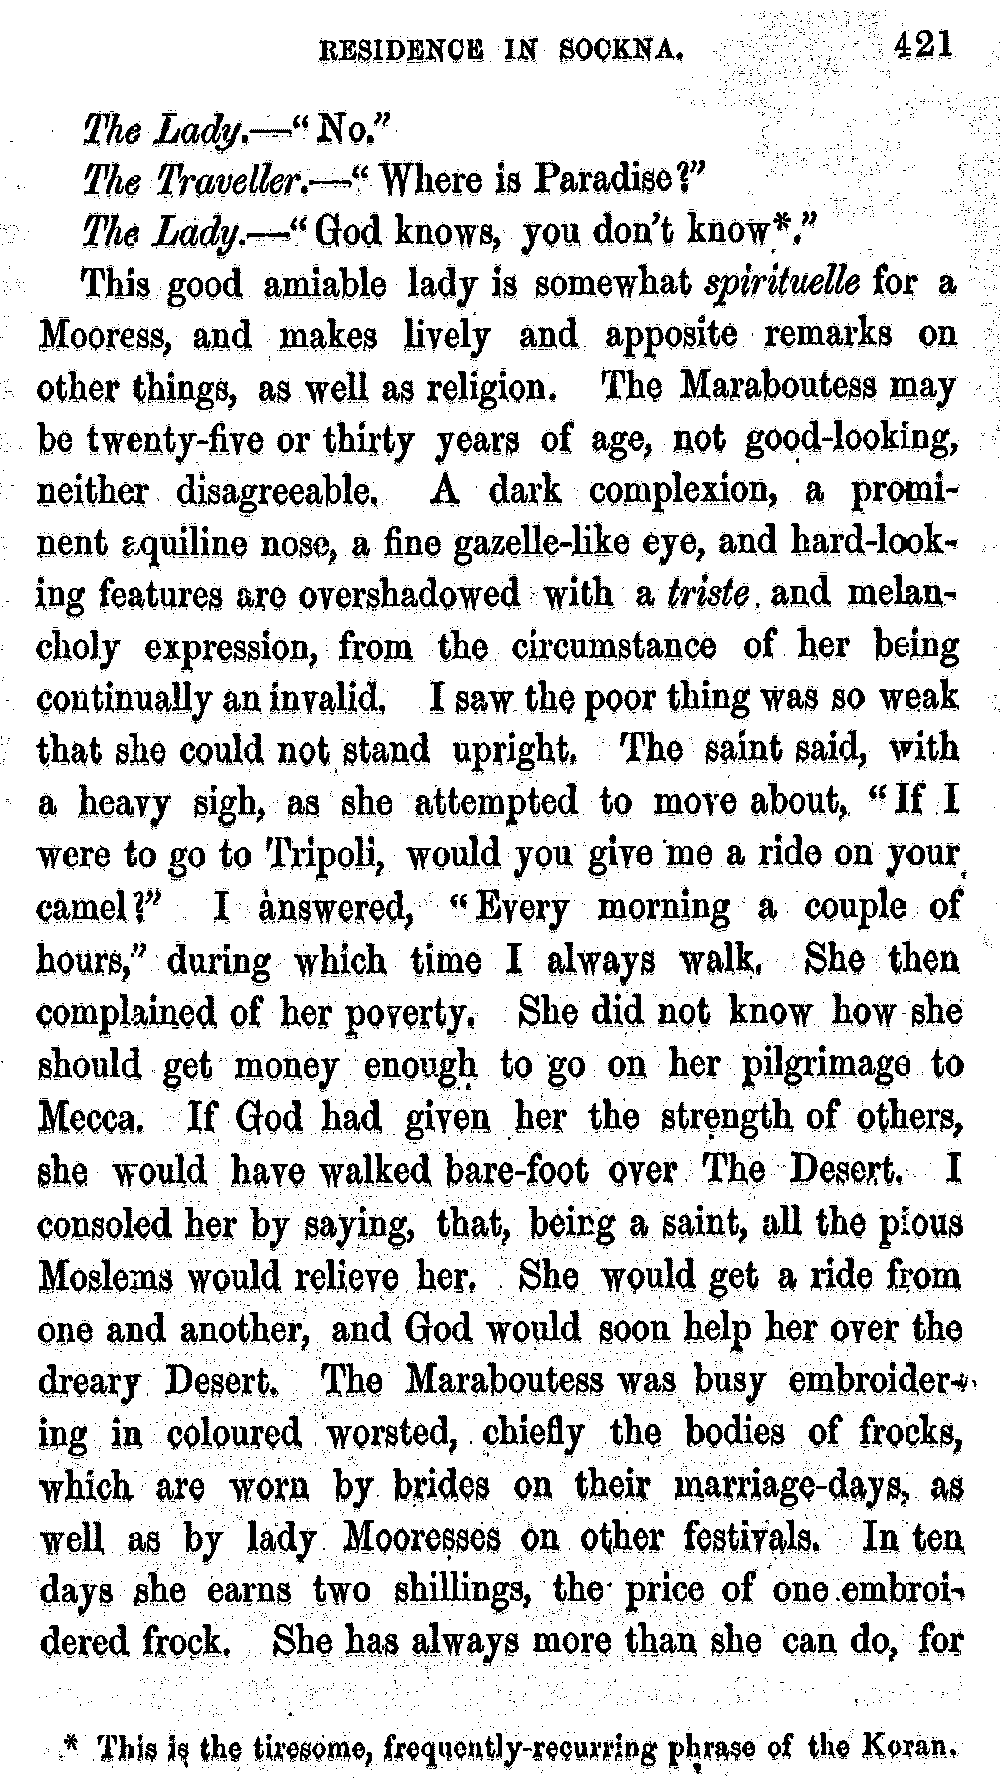 RESIDENCE IN SOCKNA. 421
The Lady.—“No.”
The Traveller.—“Where is Paradise?”
The Lady.—“God knows, you don't know*.”
This good amiable lady is somewhat spirituelle for a
Mooress, and makes lively and apposite remarks on
other things, as well as religion. The Maraboutess may
be twenty-five or thirty years of age, not good-looking,
neither disagreeable. A dark complexion, a promi-
nent aquiline nose, a fine gazelle-like eye, and hard-look-
ing features are overshadowed with a triste and melan-
choly expression, from the circumstance of her being
continually an invalid. I saw the poor thing was so weak
that she could not stand upright. The saint said, with
a heavy sigh, as she attempted to move about, “If I
were to go to Tripoli, would you give me a ride on your
camel?” I answered, “Every morning a couple of
hours,” during which time I always walk. She then
complained of her poverty. She did not know how she
should get money enough to go on her pilgrimage to
Mecca. If God had given her the strength of others,
she would have walked bare-foot over The Desert. I
consoled her by saying, that, being a saint, all the pious
Moslems would relieve her. She would get a ride from
one and another, and God would soon help her over the
dreary Desert. The Maraboutess was busy embroider-
ing in coloured worsted, chiefly the bodies of frocks,
which are worn by brides on their marriage-days, as
well as by lady Mooresses on other festivals. In ten
days she earns two shillings, the price of one embroi-
dered frock. She has always more than she can do, for
* This is the tiresome, frequently-recurring phrase of the Koran.